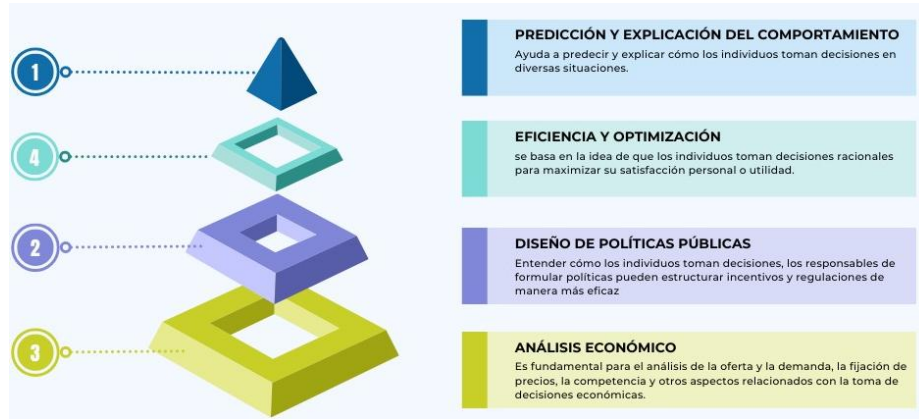 1
PREDICCIÓN Y EXPLICACIÓN DEL COMPORTAMIENTO
Ayuda a predecir y explicar cómo los individuos toman decisiones en
diversas situaciones.
4
EFICIENCIA Y OPTIMIZACIÓN
se basa en la idea de que los individuos toman decisiones racionales
para maximizar su satisfacción personal o utilidad.
2
DISEÑO DE POLÍTICAS PÚBLICAS
Entender cómo los individuos toman decisiones, los responsables de
formular políticas pueden estructurar incentivos y regulaciones de
manera más eficaz
3
ANÁLISIS ECONÓMICO
Es fundamental para el análisis de la oferta y la demanda, la fijación de
precios, la competencia y otros aspectos relacionados con la toma de
decisiones económicas.